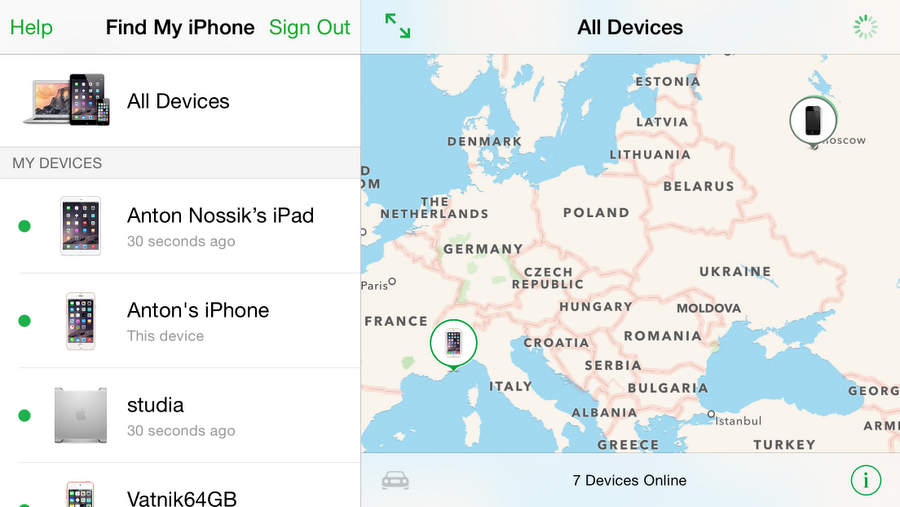 Help
Find My iPhone
Sign Out
All Devices
MY DEVICES
Anton Nossik’s iPad
30 seconds ago
Anton's iPhone
This device
studia
30 seconds ago
Vatnik64GB
All Devices
ESTONIA
LATVIA
LITHUANIA
DENMARK
BELARUS
THE
NETHERLANDS
POLAND
GERMANY
CZECH
REPUBLIC
UKRAINE
Paris
HUNGARY
MOLDOVA
FRANCE
CROATIA
ROMANIA
SERBIA
ITALY
BULGARIA
GEORG
ALBANIA
Istanbul
ARM
GREECE
TURKEY
oscow
7 Devices Online
i